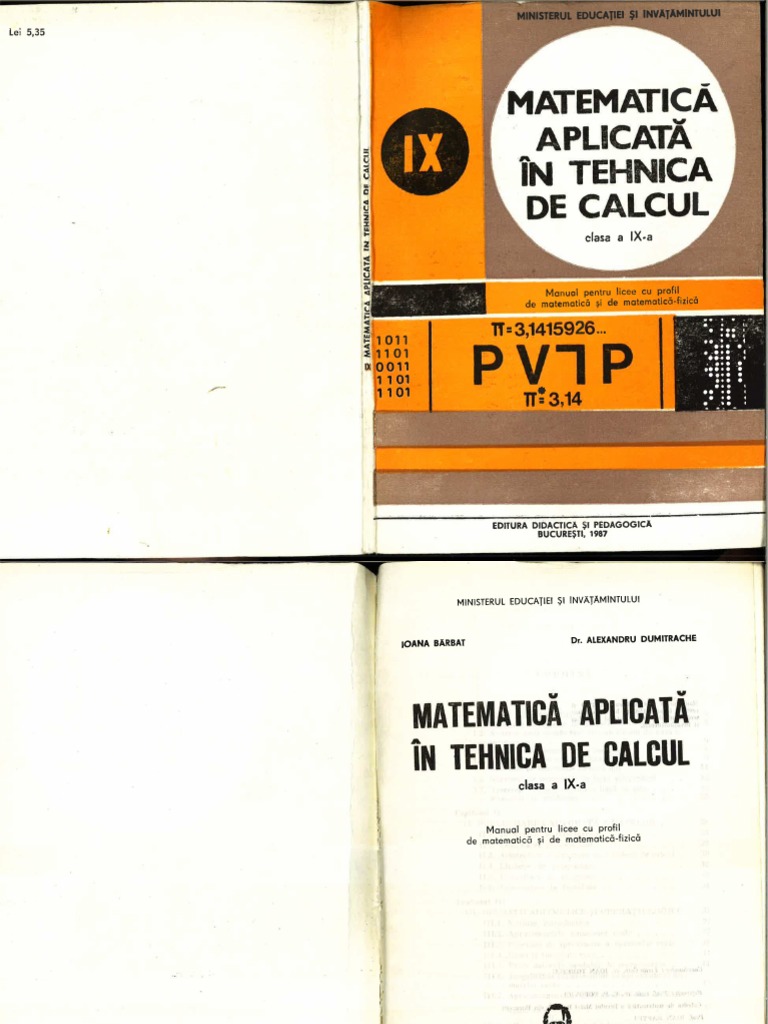 Lei 5,35
MATEMATICĂ APLICATĂ ÎN TEHNICA DE CALCUL
MINISTERUL EDUCAȚIEI ȘI ÎNVĂȚĂMÎNTULUI
IX
MATEMATICĂ
APLICATĂ
ÎN TEHNICA
DE CALCUL
clasa a IX-a
Manual pentru licee cu profil
de matematică și de matematică-fizică
1011
1101
0011
1101
1101
π=3,1415926...
P V ꓶ P
π≐3,14
EDITURA DIDACTICA ȘI PEDAGOGICĂ
BUCUREȘTI, 1987
MINISTERUL EDUCAȚIEI ȘI ÎNVĂȚĂMÎNTULUI
IOANA BĂRBAT
Dr. ALEXANDRU DUMITRACHE
MATEMATICĂ APLICATĂ
ÎN TEHNICA DE CALCUL
clasa a IX-a
Manual pentru licee cu profil
de matematică și de matematică-fizică